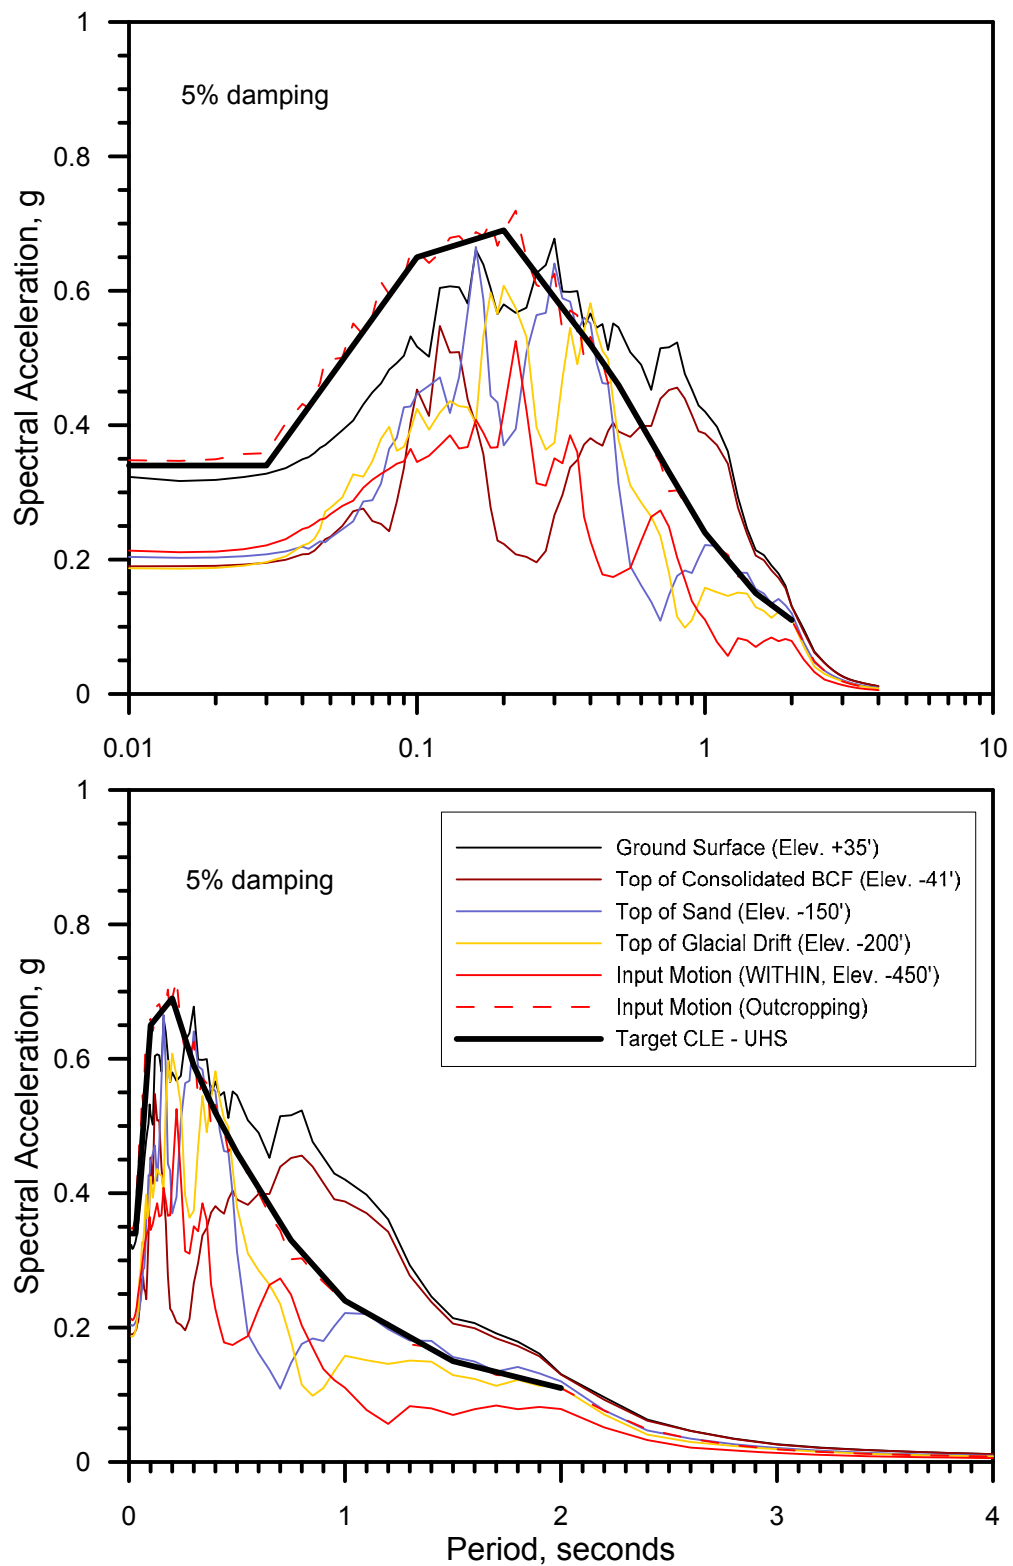 1
0.8
0.6
0.4
0.2
0
Spectral Acceleration, g
5% damping
0.01
0.1
1
10
1
0.8
0.6
0.4
0.2
0
Spectral Acceleration, g
5% damping
Ground Surface (Elev. +35')
Top of Consolidated BCF (Elev. -41')
Top of Sand (Elev. -150')
Top of Glacial Drift (Elev. -200')
Input Motion (WITHIN, Elev. -450')
Input Motion (Outcropping)
Target CLE - UHS
0
1
2
3
4
Period, seconds